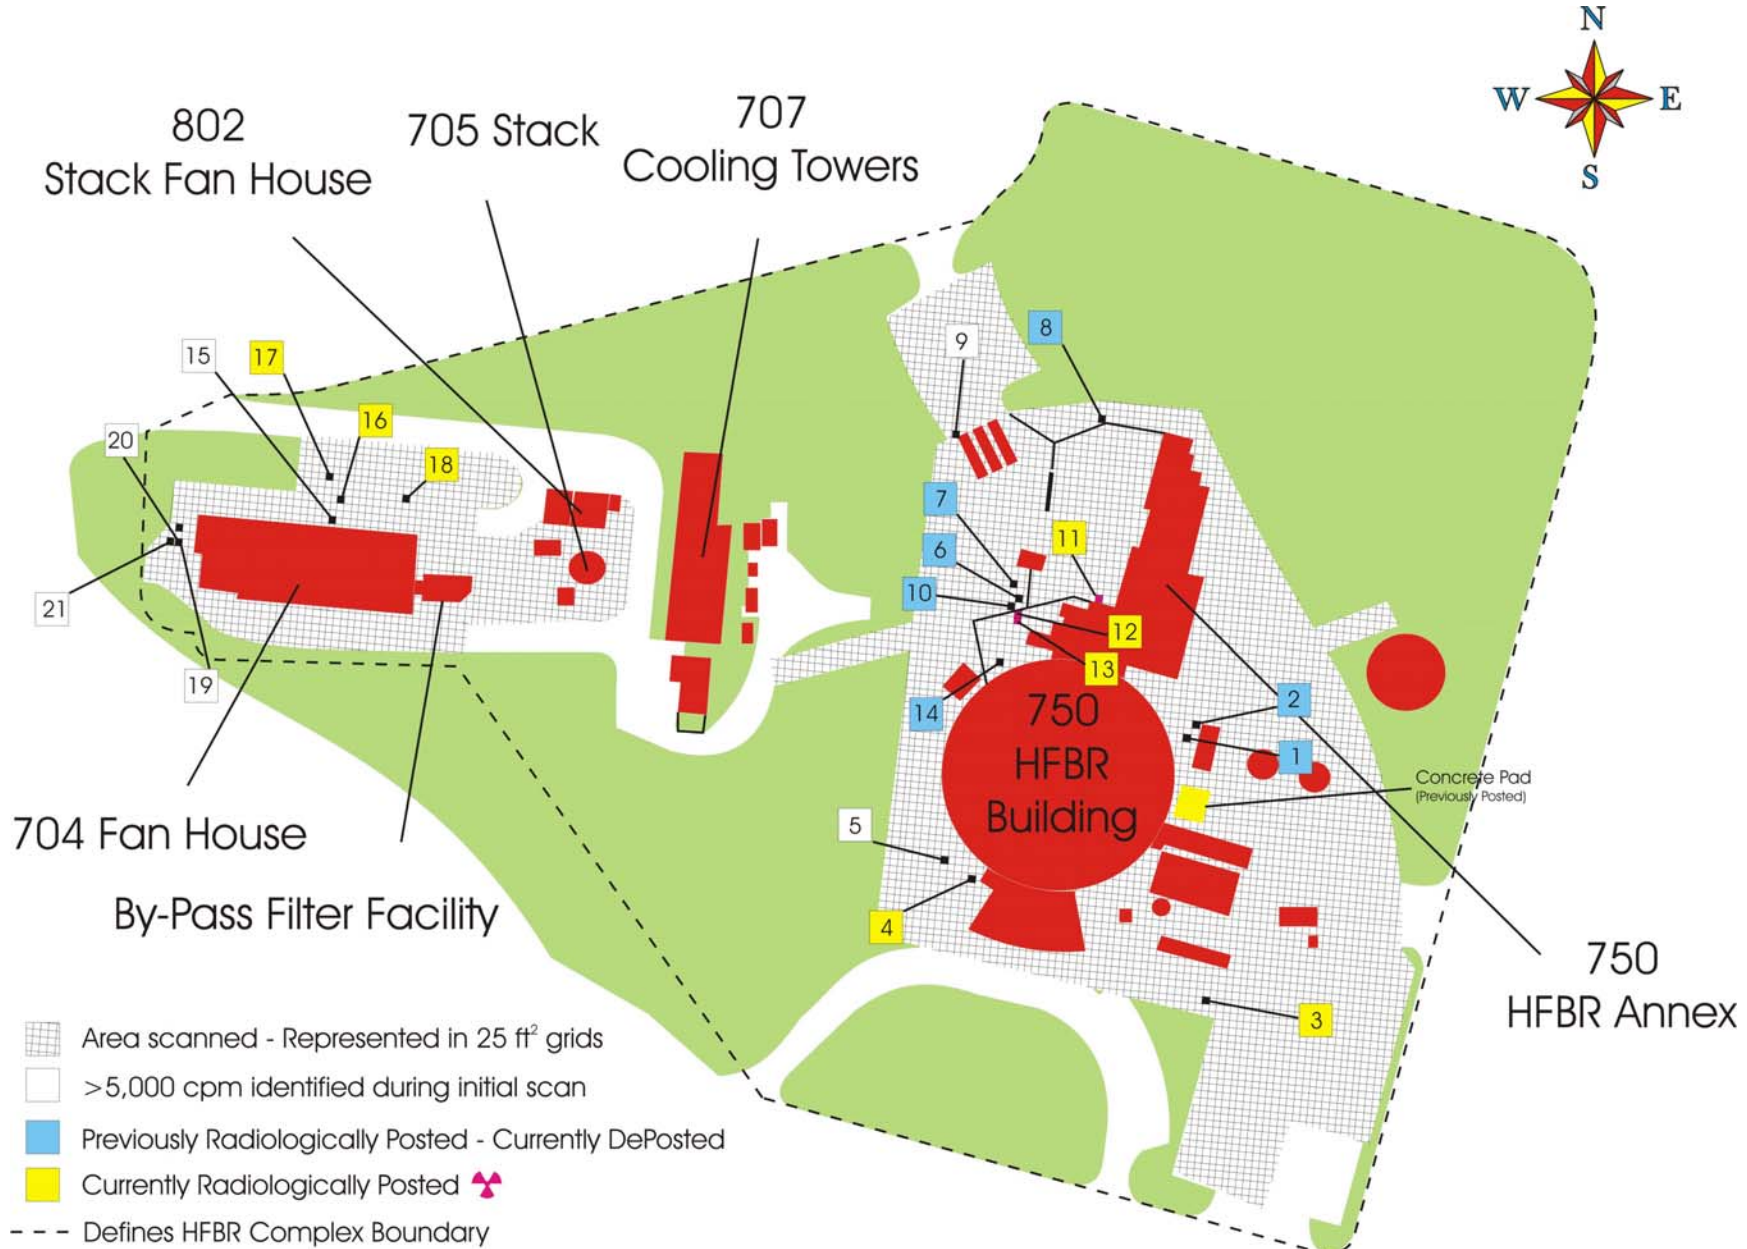 N
W E
S
802
Stack Fan House
705 Stack
707
Cooling Towers
8
9
15
17
16
20
18
7
11
6
10
12
21
13
19
14
2
750
HFBR
Building
1
Concrete Pad
(Previously Posted)
5
4
704 Fan House
By-Pass Filter Facility
750
HFBR Annex
3
Area scanned - Represented in 25 ft² grids
>5,000 cpm identified during initial scan
Previously Radiologically Posted - Currently DePosted
Currently Radiologically Posted
Defines HFBR Complex Boundary